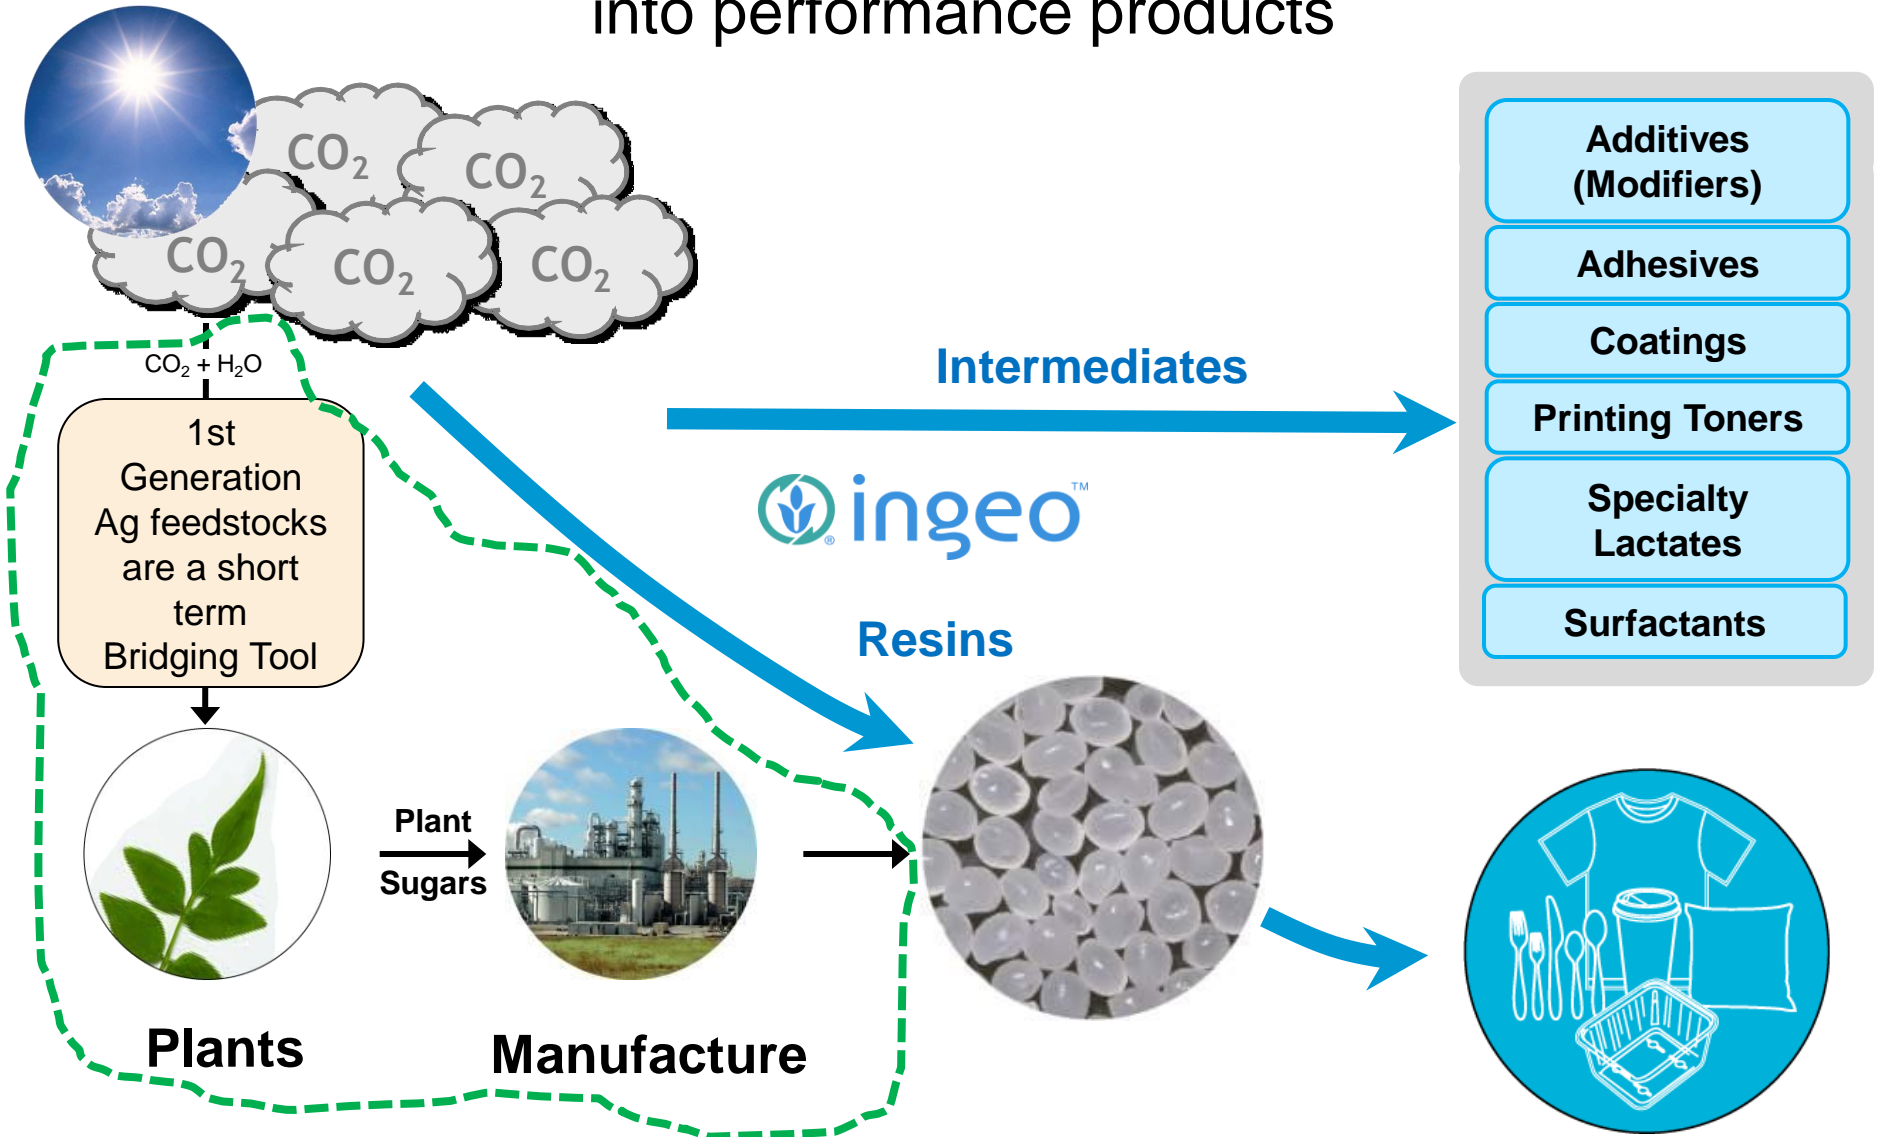 into performance products
CO₂
CO₂
CO₂
CO₂
CO₂
CO₂ + H₂O
1st
Generation
Ag feedstocks
are a short
term
Bridging Tool
Plant
Sugars
Plants
Manufacture
Intermediates
® ingeo™
Resins
Additives
(Modifiers)
Adhesives
Coatings
Printing Toners
Specialty
Lactates
Surfactants